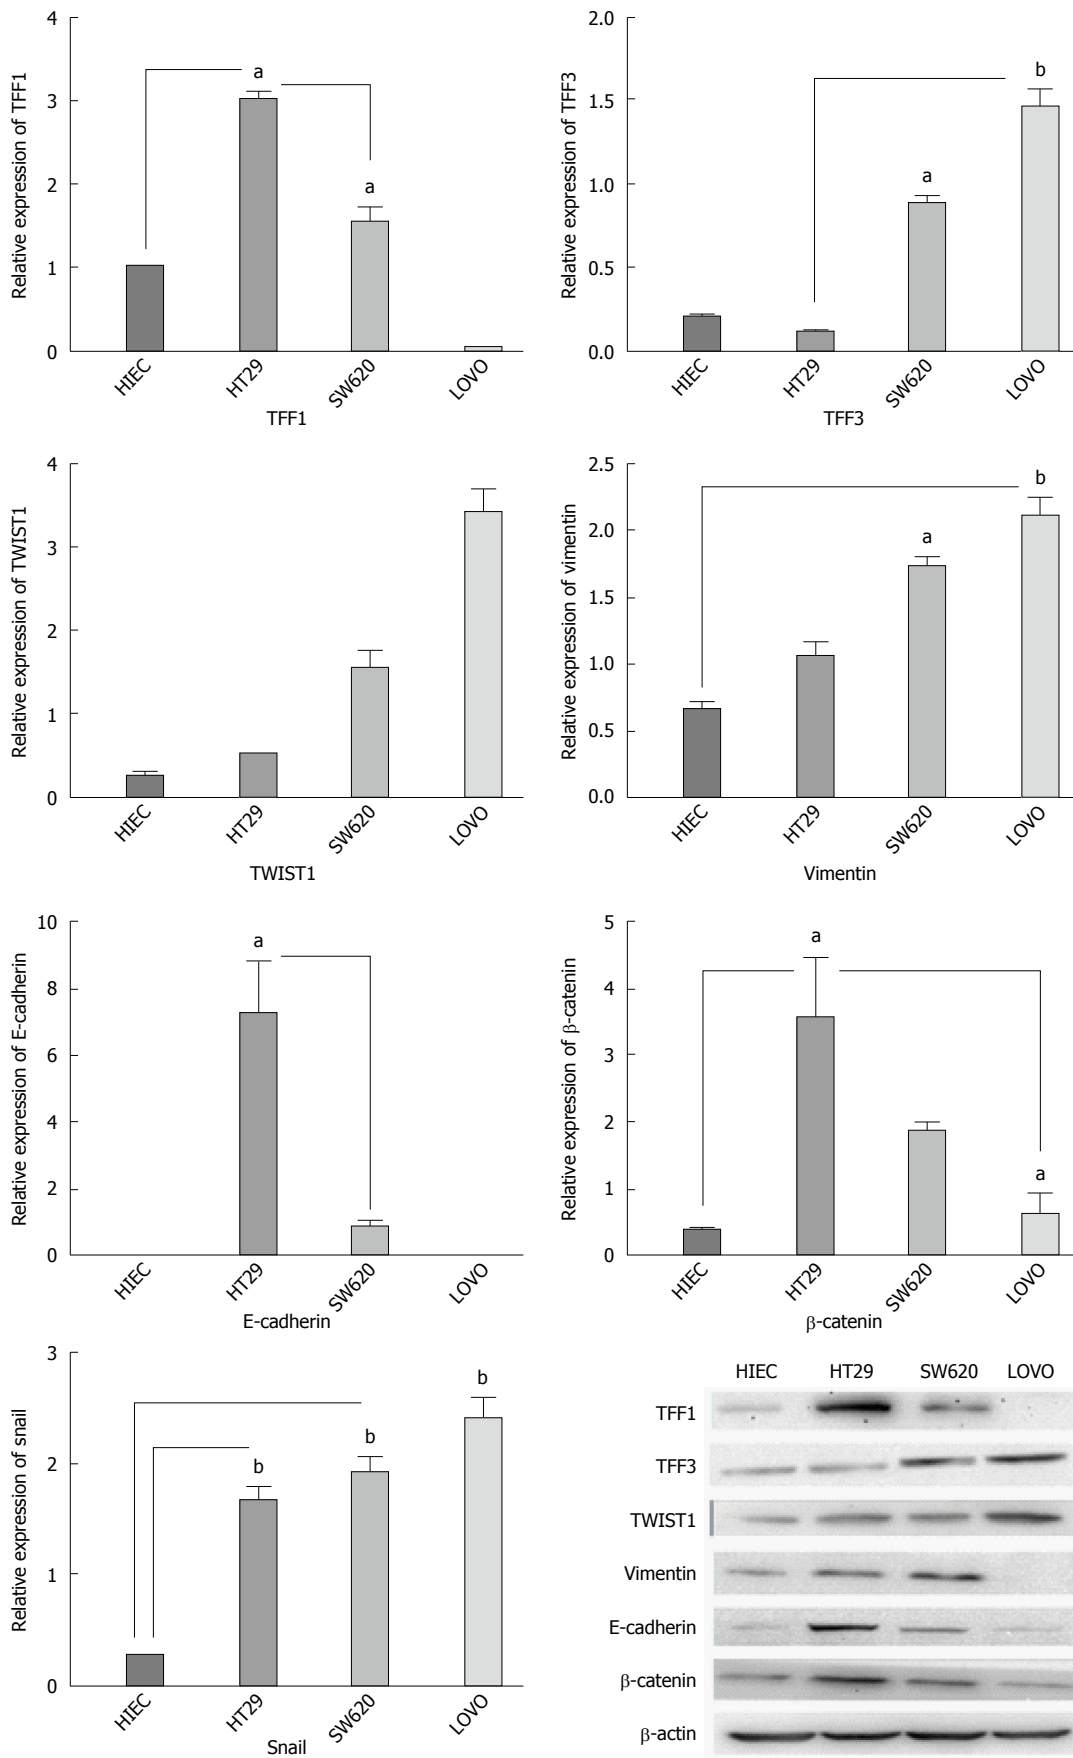 Relative expression of TFF1
4
3
2
1
0
a
a
HIEC
HT29
SW620
LOVO
TFF1
Relative expression of TFF3
2.0
1.5
1.0
0.5
0.0
a
b
HIEC
HT29
SW620
LOVO
TFF3
Relative expression of TWIST1
4
3
2
1
0
HIEC
HT29
SW620
LOVO
TWIST1
Relative expression of vimentin
2.5
2.0
1.5
1.0
0.5
0.0
a
b
HIEC
HT29
SW620
LOVO
Vimentin
Relative expression of E-cadherin
10
8
6
4
2
0
a
HIEC
HT29
SW620
LOVO
E-cadherin
Relative expression of β-catenin
5
4
3
2
1
0
a
a
HIEC
HT29
SW620
LOVO
β-catenin
Relative expression of snail
3
2
1
0
b
b
b
HIEC
HT29
SW620
LOVO
Snail
HIEC HT29 SW620 LOVO
TFF1
TFF3
TWIST1
Vimentin
E-cadherin
β-catenin
β-actin